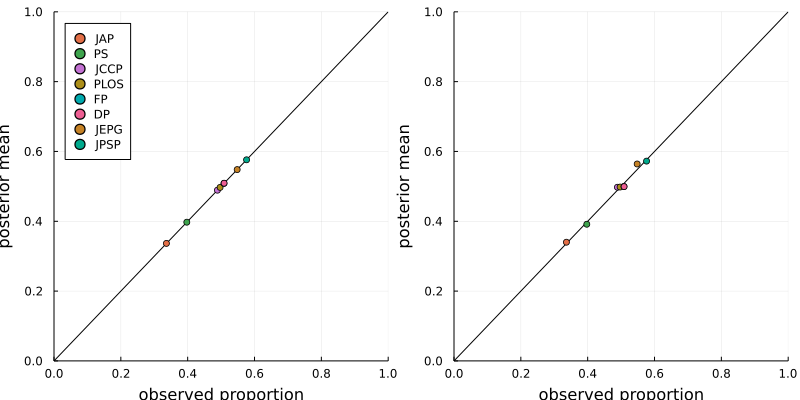 1.0
0.8
0.6
0.4
0.2
0.0
posterior mean
JAP
PS
JCCP
PLOS
FP
DP
JEPG
JPSP
0.0 0.2 0.4 0.6 0.8 1.0
observed proportion
1.0
0.8
0.6
0.4
0.2
0.0
posterior mean
0.0 0.2 0.4 0.6 0.8 1.0
observed proportion